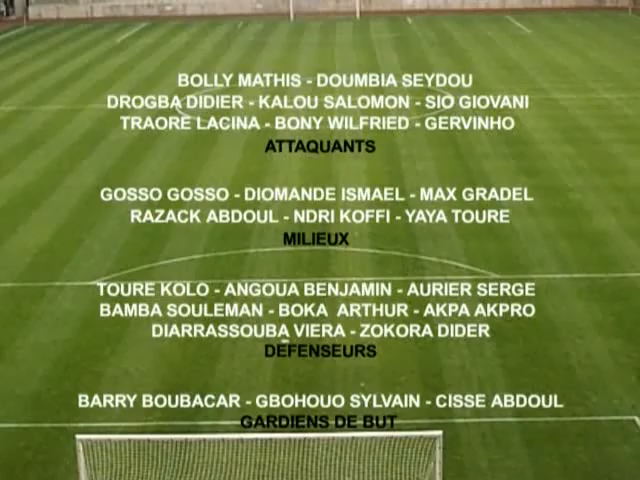 BOLLY MATHIS - DOUMBIA SEYDOU
DROGBA DIDIER - KALOU SALOMON - SIO GIOVANI
TRAORE LACINA - BONY WILFRIED - GERVINHO
ATTAQUANTS
GOSSO GOSSO - DIOMANDE ISMAEL - MAX GRADEL
RAZACK ABDOUL - NDRI KOFFI - YAYA TOURE
MILIEUX
TOURE KOLO - ANGOUA BENJAMIN - AURIER SERGE
BAMBA SOULEMAN - BOKA ARTHUR - AKPA AKPRO
DIARRASSOUBA VIERA - ZOKORA DIDER
DEFENSEURS
BARRY BOUBACAR - GBOHOUO SYLVAIN - CISSE ABDOUL
GARDIENS DE BUT